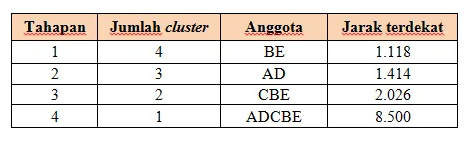 Tahapan Jumlah cluster Anggota Jarak terdekat
1 4 BE 1.118
2 3 AD 1.414
3 2 CBE 2.026
4 1 ADCBE 8.500